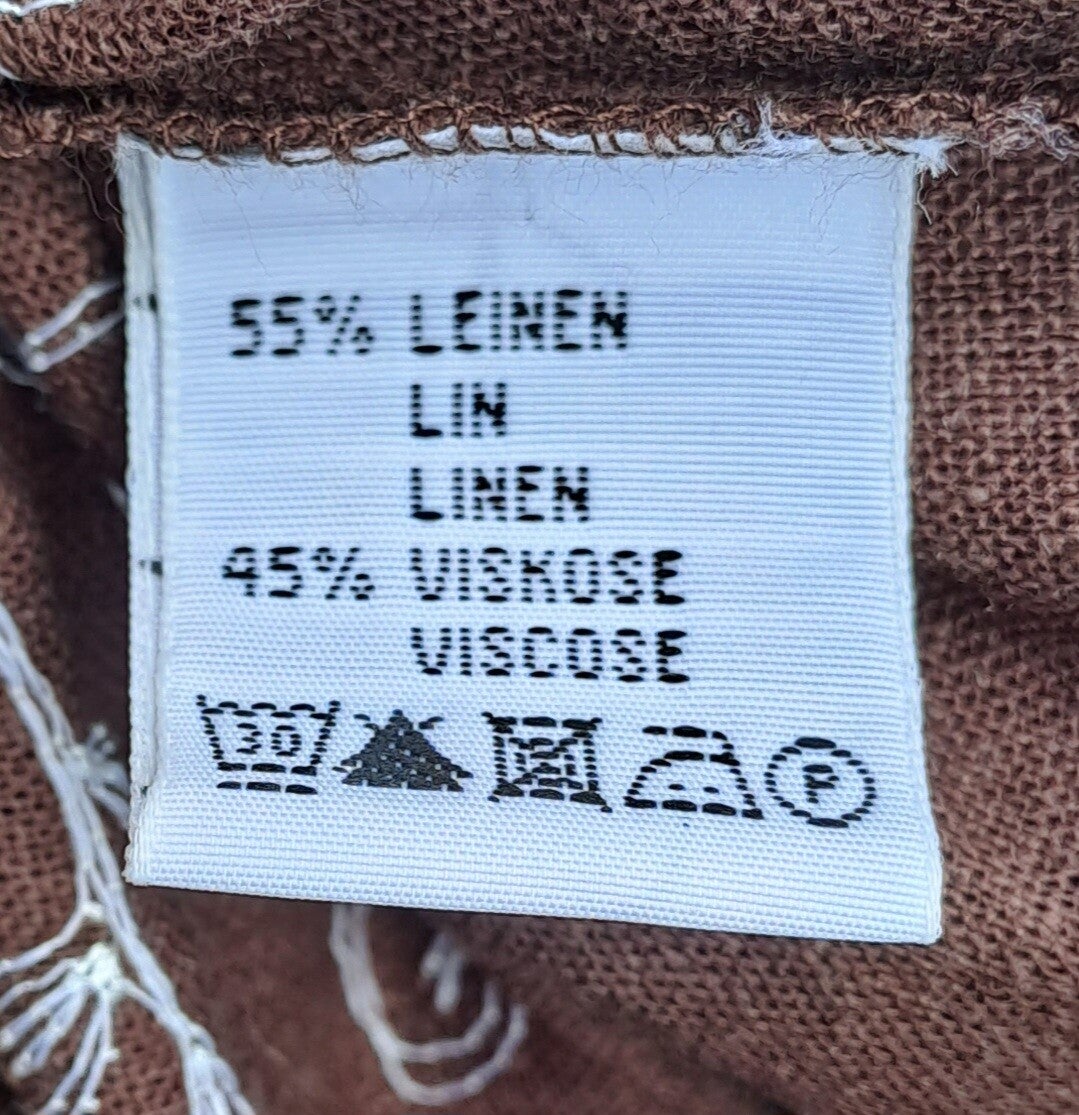 55% LEINEN
LIN
LINEN
45% VISKOSE
VISCOSE
30 P